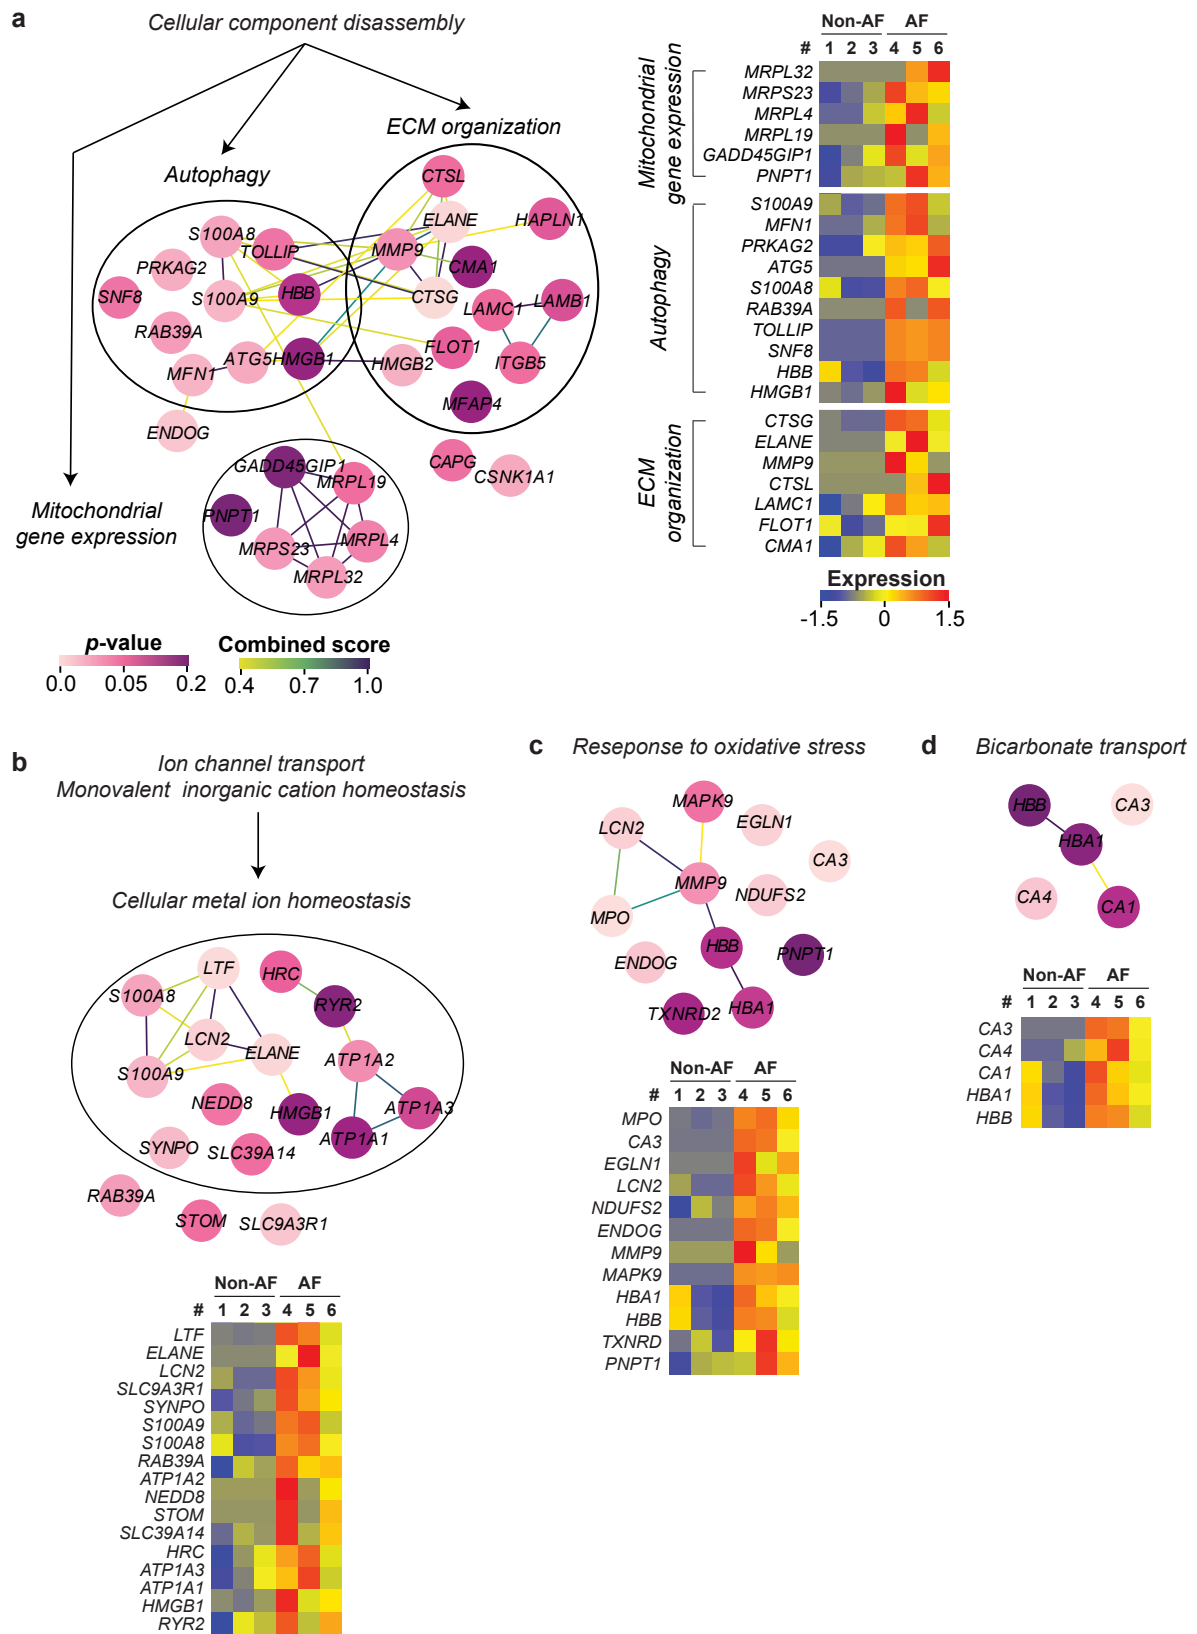 a
Cellular component disassembly
ECM organization
Autophagy
Mitochondrial
gene expression
CTSL
ELANE
HAPLN1
S100A8
TOLLIP
MMP9
CMA1
PRKAG2
SNF8
S100A9
HBB
CTSG
LAMC1
LAMB1
RAB39A
ATG5
HMGB1
HMGB2
FLOT1
ITGB5
MFN1
MFAP4
ENDOG
GADD45GIP1
MRPL19
CAPG
CSNK1A1
PNPT1
MRPS23
MRPL4
MRPL32
p-value
0.0 0.05 0.2
Combined score
0.4 0.7 1.0
Non-AF AF
# 1 2 3 4 5 6
Mitochondrial
gene expression
MRPL32
MRPS23
MRPL4
MRPL19
GADD45GIP1
PNPT1
Autophagy
S100A9
MFN1
PRKAG2
ATG5
S100A8
RAB39A
TOLLIP
SNF8
HBB
HMGB1
ECM
organization
CTSG
ELANE
MMP9
CTSL
LAMC1
FLOT1
CMA1
Expression
-1.5 0 1.5
b
Ion channel transport
Monovalent inorganic cation homeostasis
Cellular metal ion homeostasis
LTF
HRC
S100A8
RYR2
LCN2
ELANE
ATP1A2
S100A9
NEDD8
HMGB1
ATP1A3
ATP1A1
SYNPO
SLC39A14
RAB39A
STOM
SLC9A3R1
Non-AF AF
# 1 2 3 4 5 6
LTF
ELANE
LCN2
SLC9A3R1
SYNPO
S100A9
S100A8
RAB39A
ATP1A2
NEDD8
STOM
SLC39A14
HRC
ATP1A3
ATP1A1
HMGB1
RYR2
c
Reseponse to oxidative stress
MAPK9
LCN2
EGLN1
CA3
MMP9
NDUFS2
MPO
HBB
PNPT1
ENDOG
TXNRD2
HBA1
Non-AF AF
# 1 2 3 4 5 6
MPO
CA3
EGLN1
LCN2
NDUFS2
ENDOG
MMP9
MAPK9
HBA1
HBB
TXNRD
PNPT1
d
Bicarbonate transport
HBB
CA3
HBA1
CA4
CA1
Non-AF AF
# 1 2 3 4 5 6
CA3
CA4
CA1
HBA1
HBB